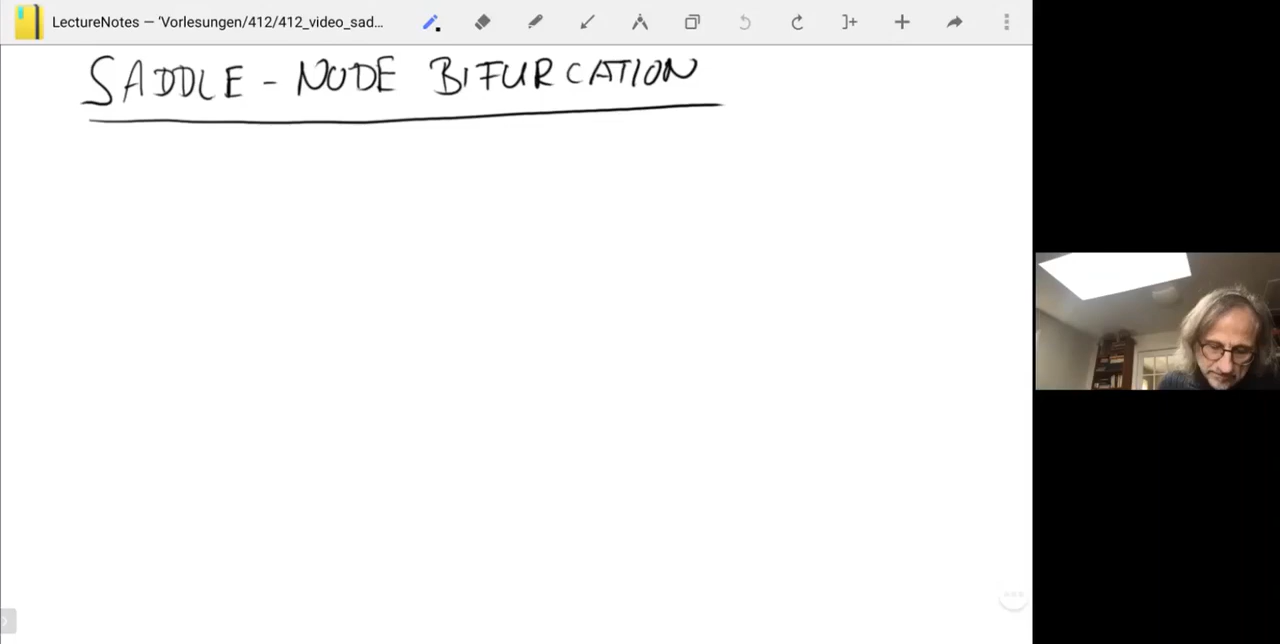 LectureNotes — ‘Vorlesungen/412/412_video_sad...
SADDLE - NODE BIFURCATION